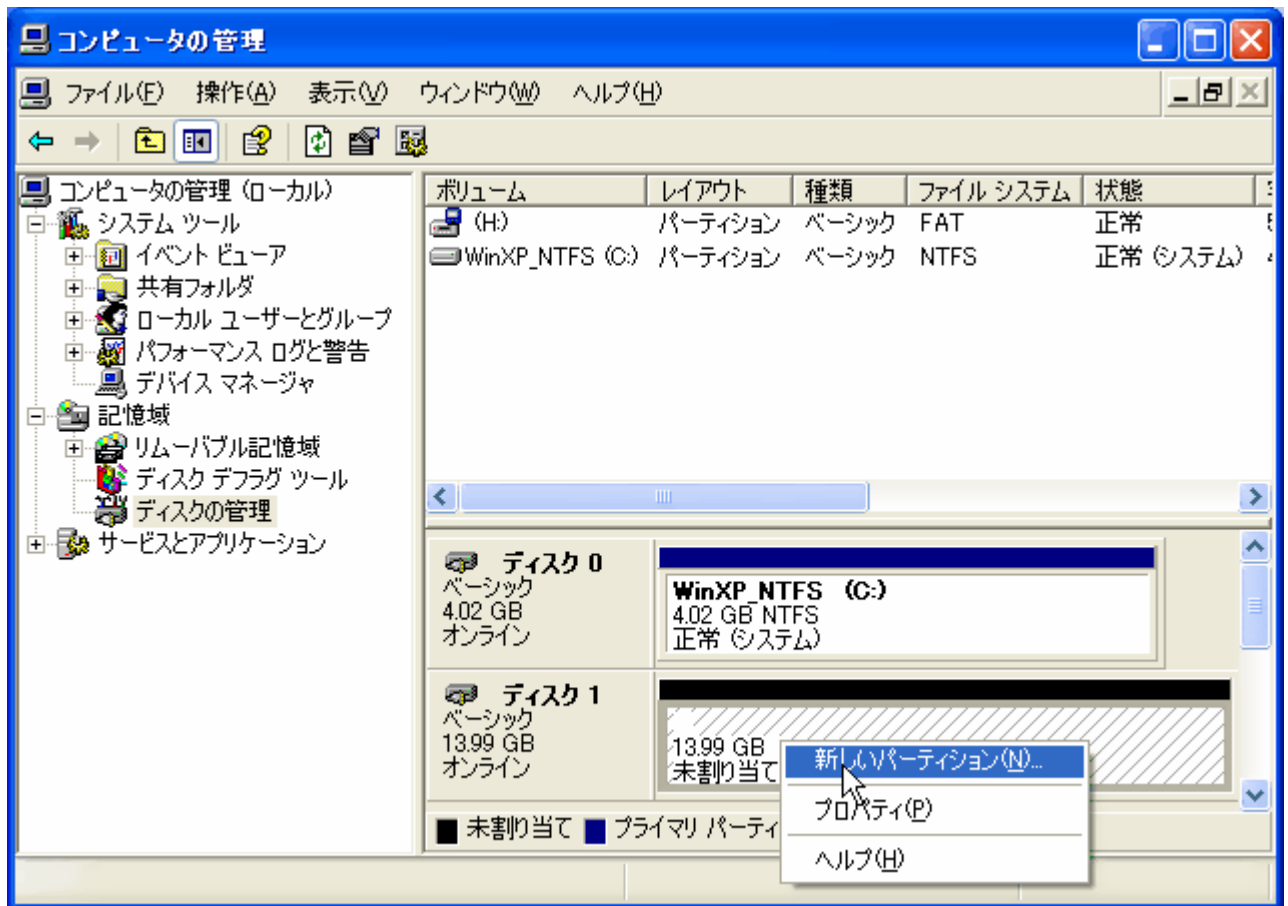 コンピュータの管理
ファイル(F) 操作(A) 表示(V) ウィンドウ(W) ヘルプ(H)
コンピュータの管理 (ローカル)
システム ツール
イベント ビューア
共有フォルダ
ローカル ユーザーとグループ
パフォーマンス ログと警告
デバイス マネージャ
記憶域
リムーバブル記憶域
ディスク デフラグ ツール
ディスクの管理
サービスとアプリケーション
ボリューム レイアウト 種類 ファイル システム 状態
(H:) パーティション ベーシック FAT 正常
WinXP_NTFS (C:) パーティション ベーシック NTFS 正常 (システム)
ディスク 0
ベーシック
4.02 GB
オンライン
WinXP_NTFS (C:)
4.02 GB NTFS
正常 (システム)
ディスク 1
ベーシック
13.99 GB
オンライン
13.99 GB
未割り当て
新しいパーティション(N)...
プロパティ(P)
ヘルプ(H)
未割り当て プライマリ パーティ